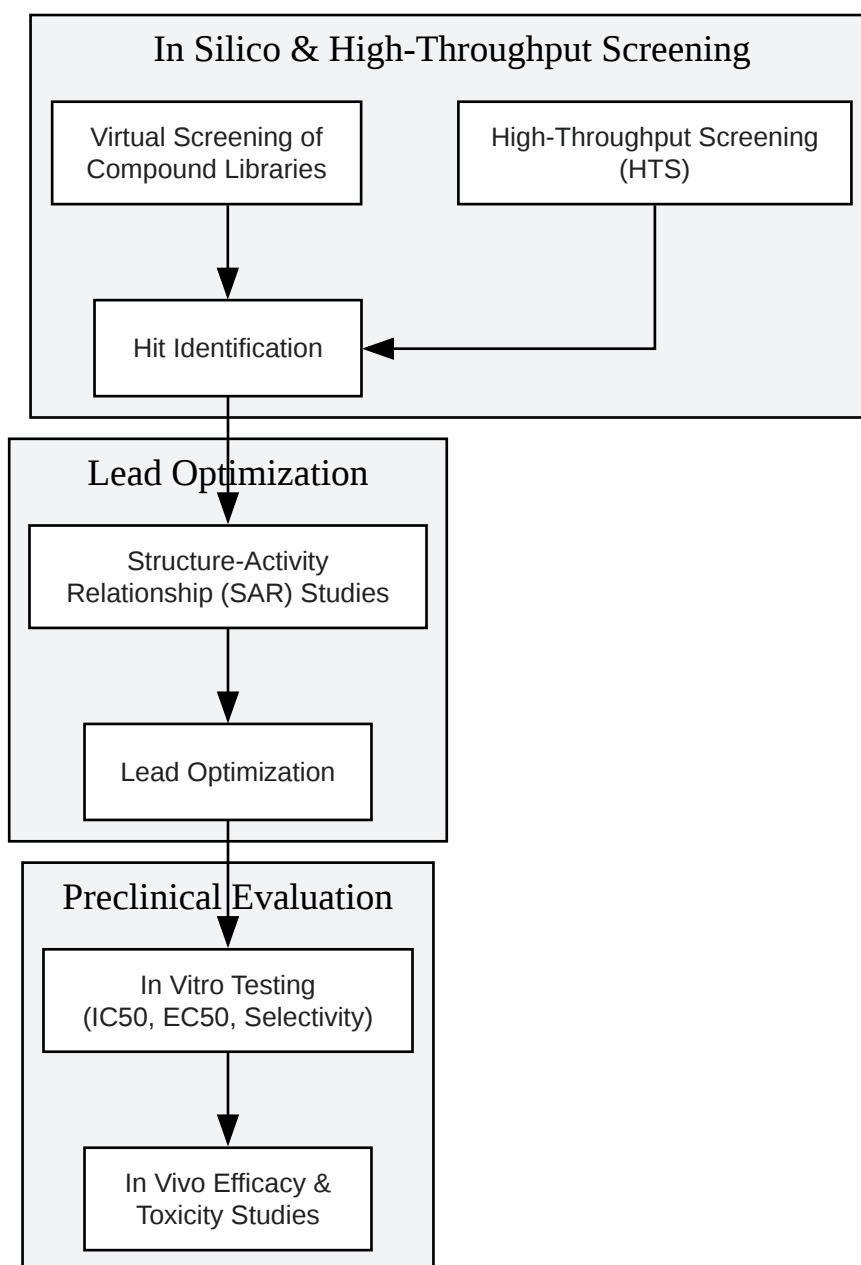 In Silico & High-Throughput Screening
Virtual Screening of
Compound Libraries
High-Throughput Screening
(HTS)
Hit Identification
Lead Optimization
Structure-Activity
Relationship (SAR) Studies
Lead Optimization
Preclinical Evaluation
In Vitro Testing
(IC50, EC50, Selectivity)
In Vivo Efficacy &
Toxicity Studies